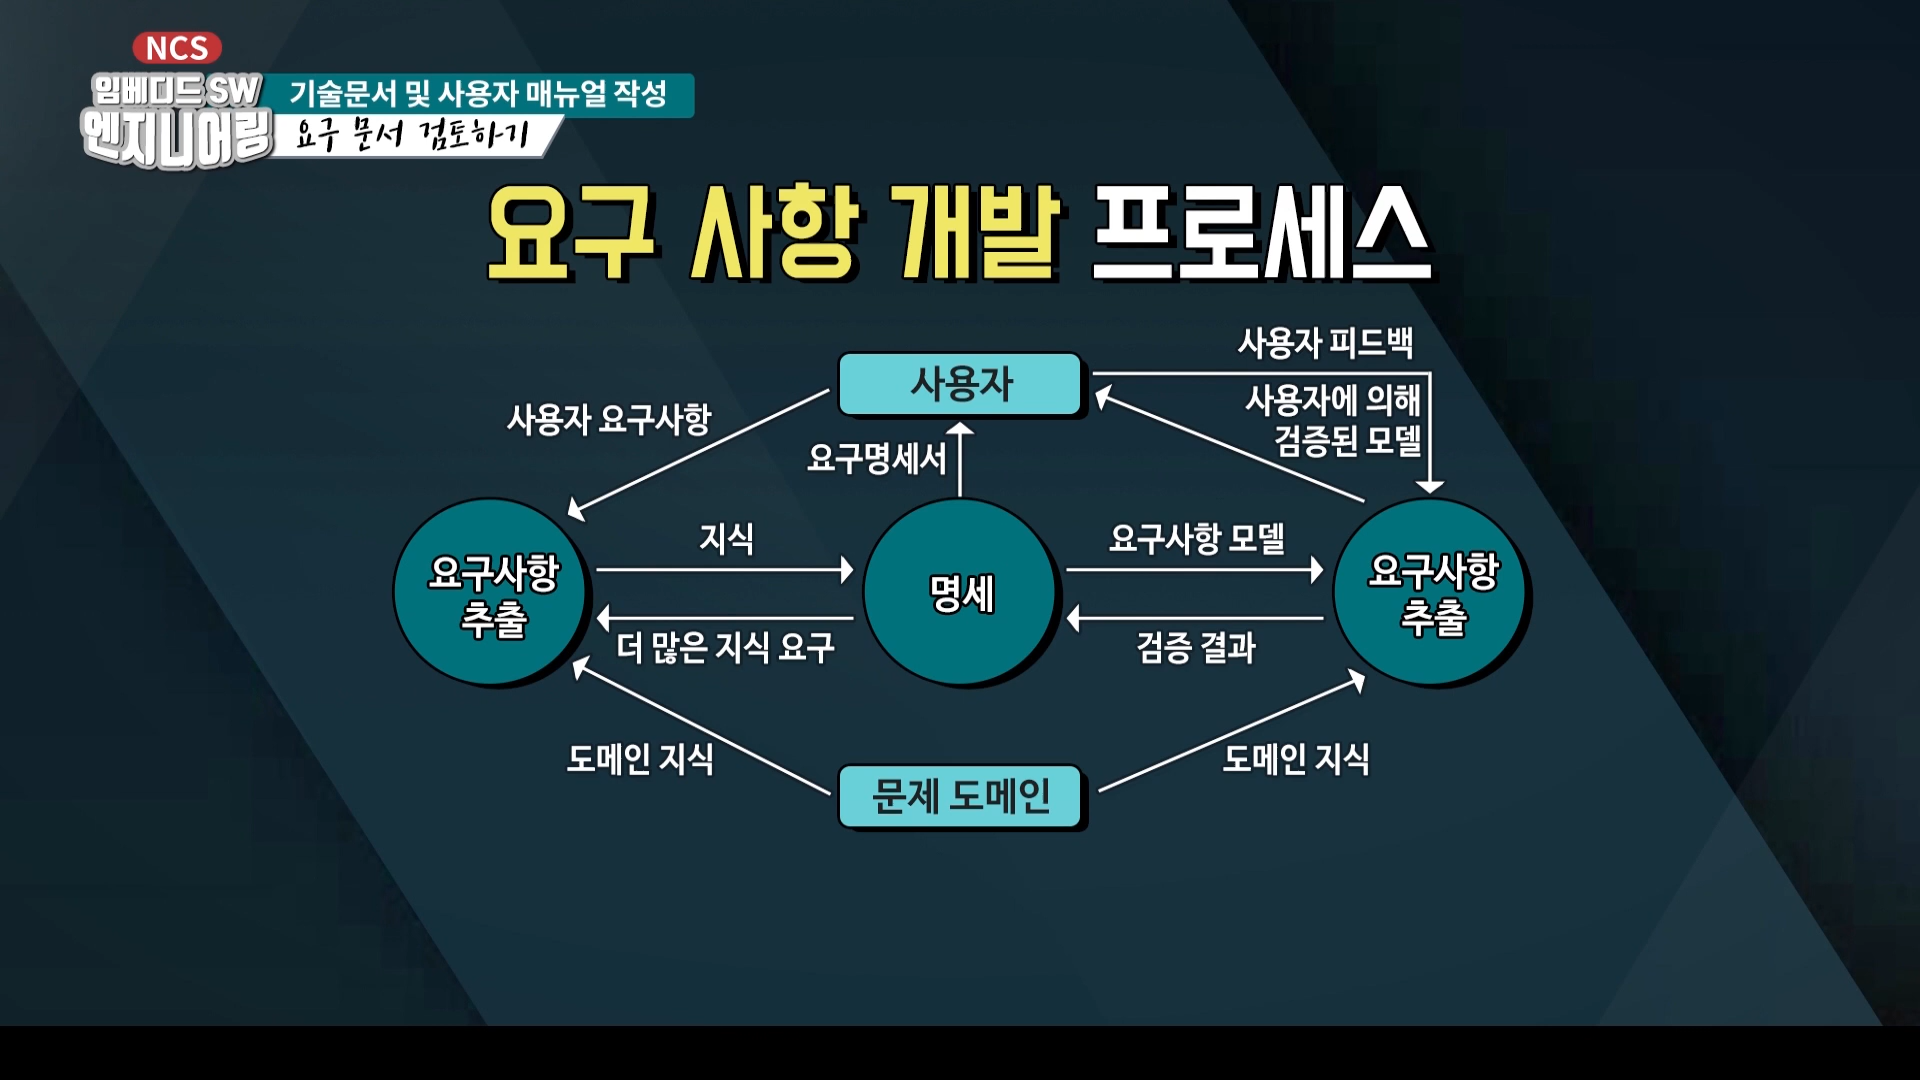 NCS
임베디드 SW
엔지니어링
기술문서 및 사용자 매뉴얼 작성
요구 문서 검토하기
요구 사항 개발 프로세스
사용자
사용자 피드백
사용자에 의해
검증된 모델
사용자 요구사항
요구명세서
지식
요구사항 모델
요구사항
추출
명세
요구사항
추출
더 많은 지식 요구
검증 결과
도메인 지식
도메인 지식
문제 도메인